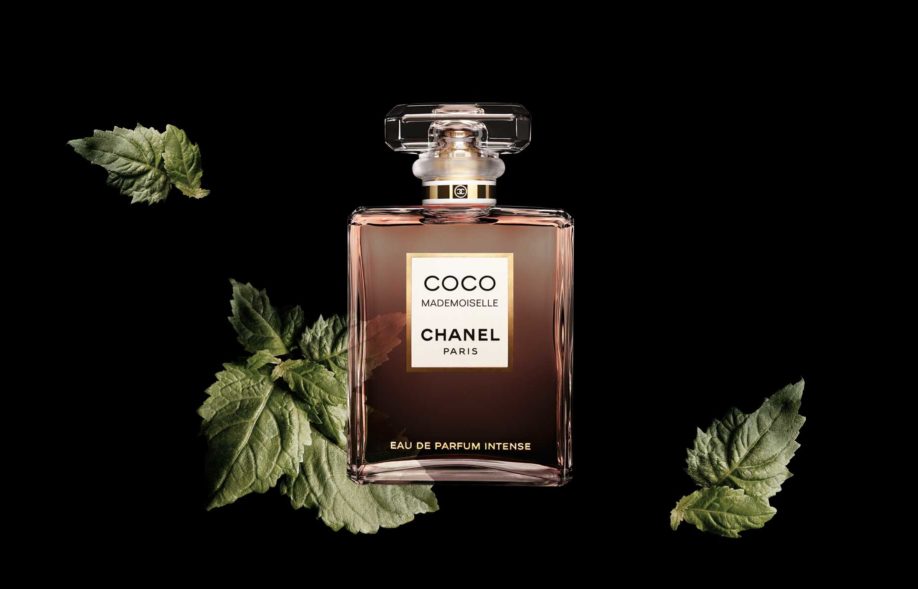 COCO
MADEMOISELLE
CHANEL
PARIS
EAU DE PARFUM INTENSE